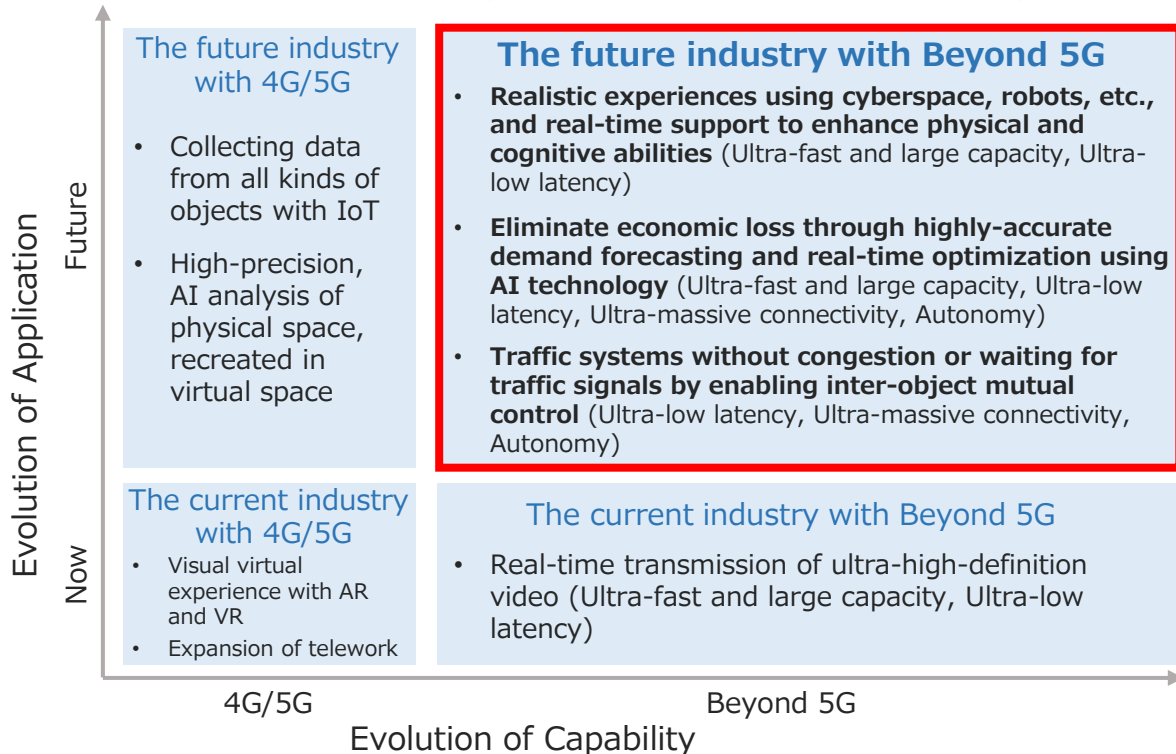 The future industry
with 4G/5G
• Collecting data
from all kinds of
objects with IoT
• High-precision,
AI analysis of
physical space,
recreated in
virtual space
The future industry with Beyond 5G
• Realistic experiences using cyberspace, robots, etc.,
and real-time support to enhance physical and
cognitive abilities (Ultra-fast and large capacity, Ultra-
low latency)
• Eliminate economic loss through highly-accurate
demand forecasting and real-time optimization using
AI technology (Ultra-fast and large capacity, Ultra-low
latency, Ultra-massive connectivity, Autonomy)
• Traffic systems without congestion or waiting for
traffic signals by enabling inter-object mutual
control (Ultra-low latency, Ultra-massive connectivity,
Autonomy)
The current industry
with 4G/5G
• Visual virtual
experience with AR
and VR
• Expansion of telework
The current industry with Beyond 5G
• Real-time transmission of ultra-high-definition
video (Ultra-fast and large capacity, Ultra-low
latency)
Evolution of Application
Future
Now
4G/5G
Beyond 5G
Evolution of Capability